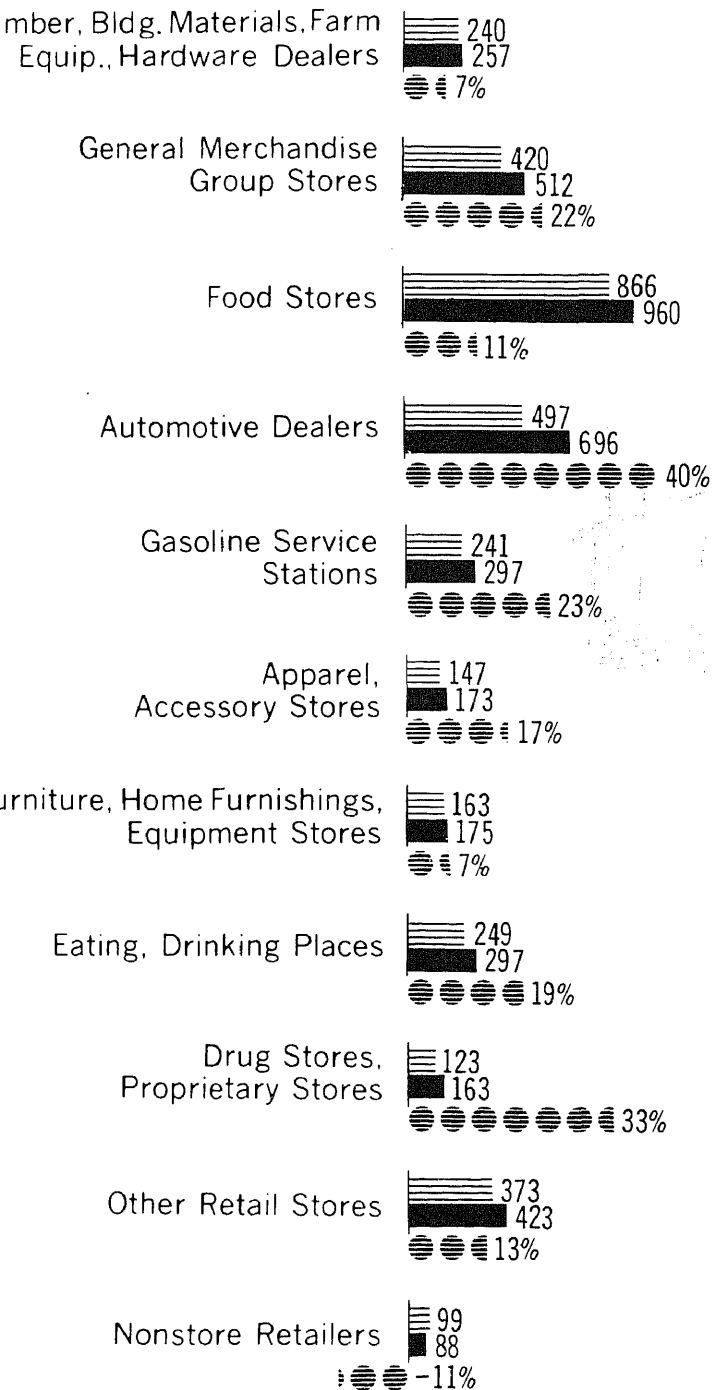 mber, Bldg. Materials, Farm
Equip., Hardware Dealers
240
257
7%
General Merchandise
Group Stores
420
512
22%
Food Stores
866
960
11%
Automotive Dealers
497
696
40%
Gasoline Service
Stations
241
297
23%
Apparel,
Accessory Stores
147
173
17%
urniture, Home Furnishings,
Equipment Stores
163
175
7%
Eating, Drinking Places
249
297
19%
Drug Stores,
Proprietary Stores
123
163
33%
Other Retail Stores
373
423
13%
Nonstore Retailers
99
88
-11%